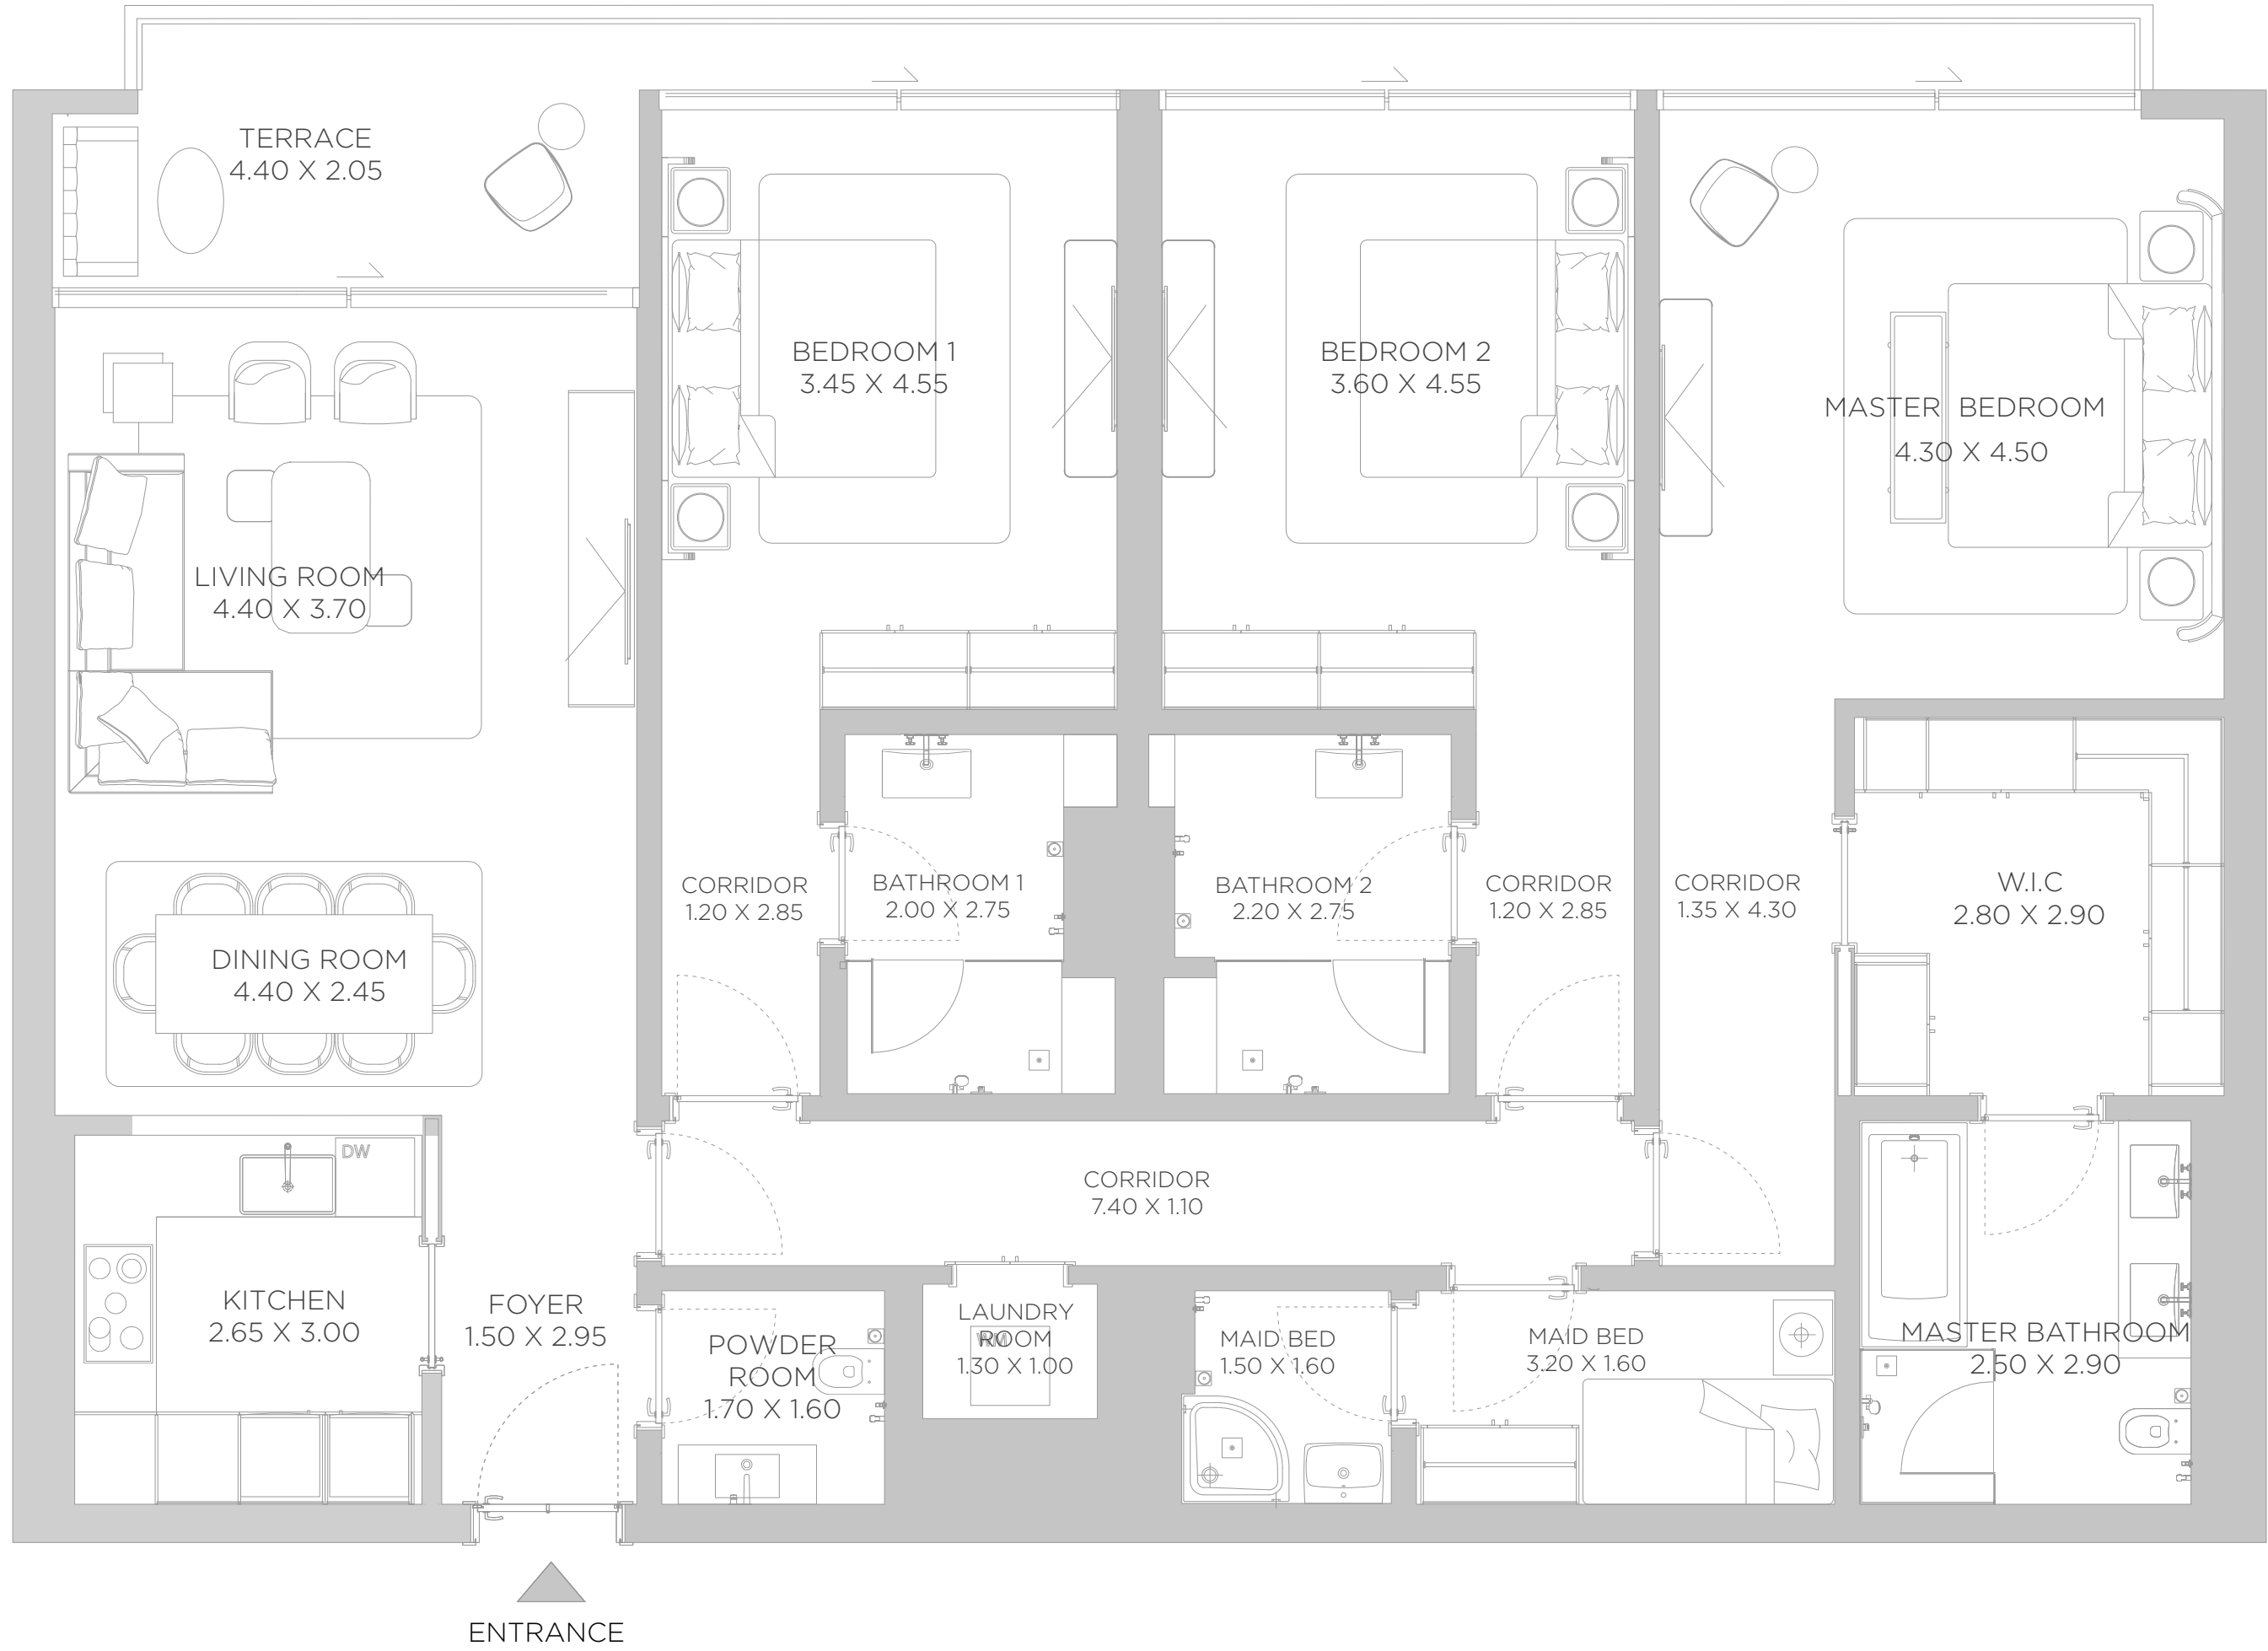 TERRACE
4.40 X 2.05
BEDROOM 1
3.45 X 4.55
BEDROOM 2
3.60 X 4.55
MASTER BEDROOM
4.30 X 4.50
LIVING ROOM
4.40 X 3.70
CORRIDOR
1.20 X 2.85
BATHROOM 1
2.00 X 2.75
BATHROOM 2
2.20 X 2.75
CORRIDOR
1.20 X 2.85
CORRIDOR
1.35 X 4.30
W.I.C
2.80 X 2.90
DINING ROOM
4.40 X 2.45
DW
CORRIDOR
7.40 X 1.10
KITCHEN
2.65 X 3.00
FOYER
1.50 X 2.95
POWDER
ROOM
1.70 X 1.60
LAUNDRY
ROOM
WM
1.30 X 1.00
MAID BED
1.50 X 1.60
MAID BED
3.20 X 1.60
MASTER BATHROOM
2.50 X 2.90
ENTRANCE